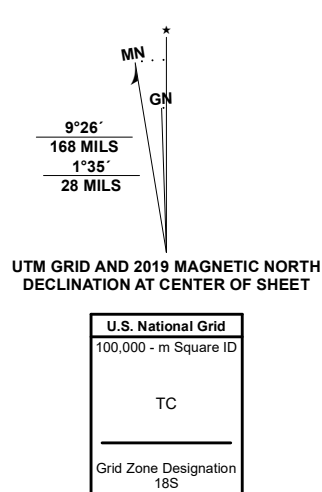 ★
MN
GN
9°26´
168 MILS
1°35´
28 MILS
UTM GRID AND 2019 MAGNETIC NORTH
DECLINATION AT CENTER OF SHEET
U.S. National Grid
100,000 - m Square ID
TC
Grid Zone Designation
18S